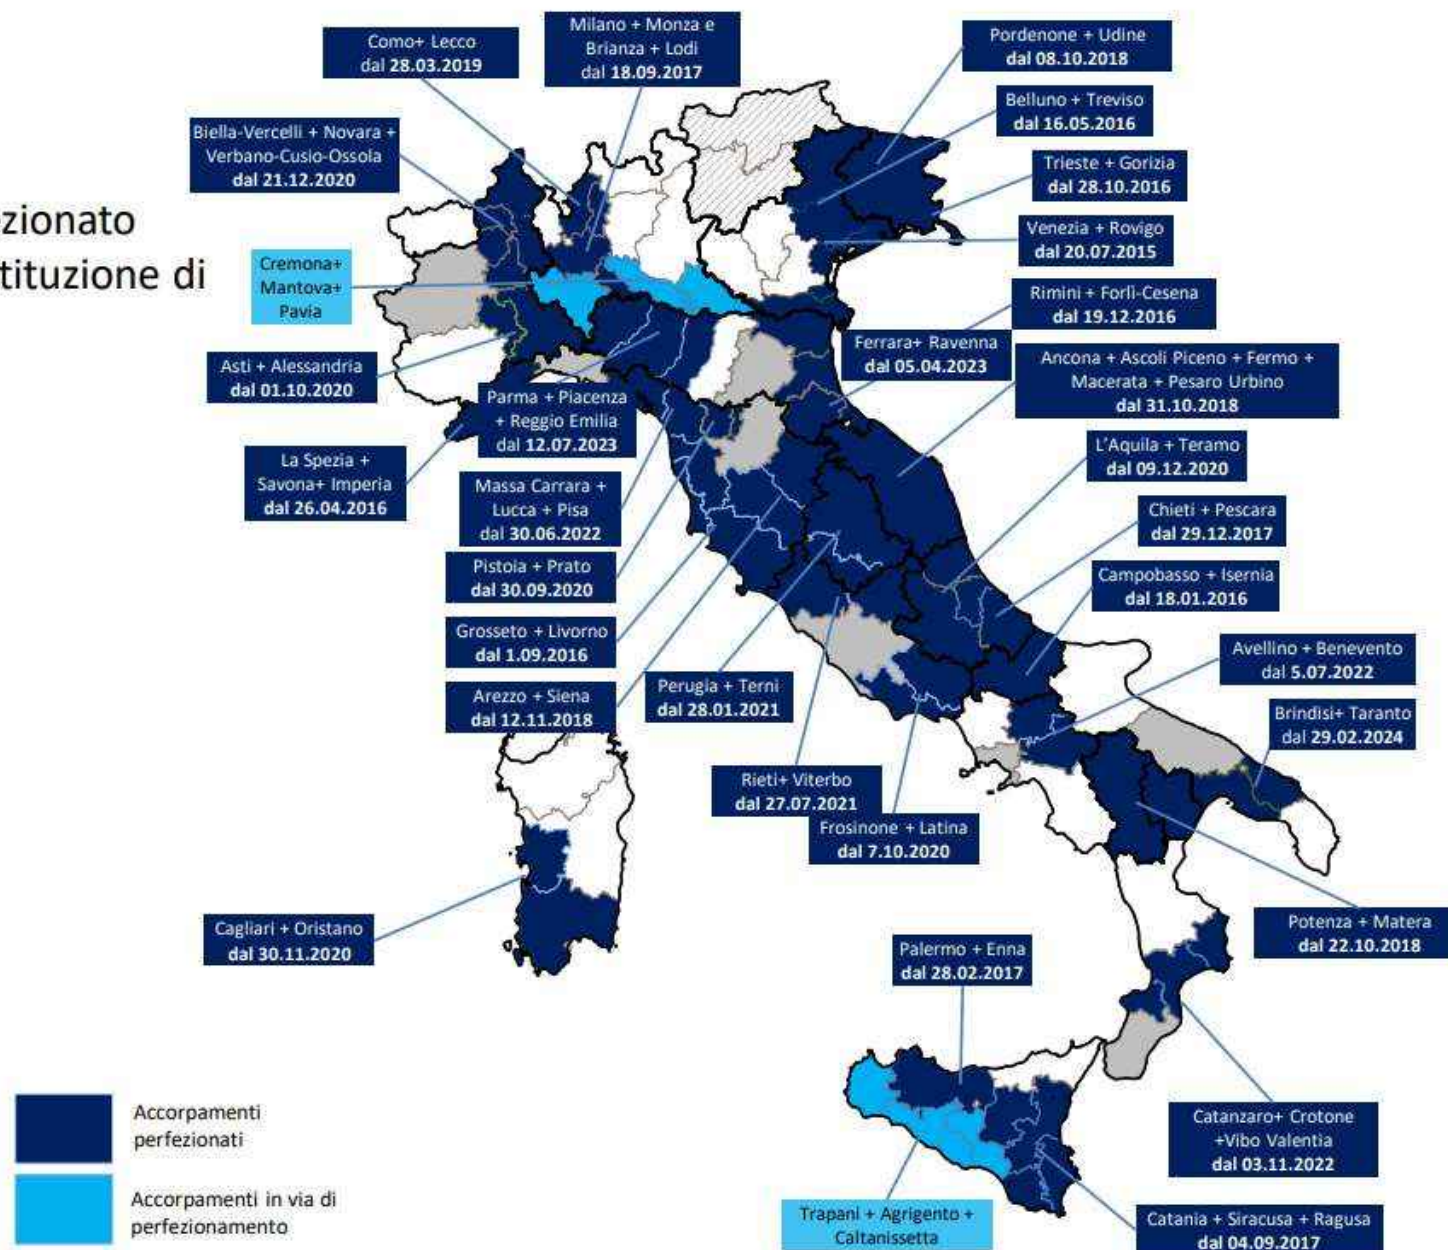 Como+ Lecco
dal 28.03.2019
Milano + Monza e
Brianza + Lodi
dal 18.09.2017
Pordenone + Udine
dal 08.10.2018
Belluno + Treviso
dal 16.05.2016
Biella-Vercelli + Novara +
Verbano-Cusio-Ossola
dal 21.12.2020
Trieste + Gorizia
dal 28.10.2016
zionato
stituzione di
Venezia + Rovigo
dal 20.07.2015
Cremona+
Mantova+
Pavia
Rimini + Forlì-Cesena
dal 19.12.2016
Ferrara+ Ravenna
dal 05.04.2023
Ancona + Ascoli Piceno + Fermo +
Macerata + Pesaro Urbino
dal 31.10.2018
Asti + Alessandria
dal 01.10.2020
Parma + Piacenza
+ Reggio Emilia
dal 12.07.2023
La Spezia +
Savona+ Imperia
dal 26.04.2016
L'Aquila + Teramo
dal 09.12.2020
Massa Carrara +
Lucca + Pisa
dal 30.06.2022
Chieti + Pescara
dal 29.12.2017
Pistoia + Prato
dal 30.09.2020
Campobasso + Isernia
dal 18.01.2016
Grosseto + Livorno
dal 1.09.2016
Avellino + Benevento
dal 5.07.2022
Arezzo + Siena
dal 12.11.2018
Perugia + Terni
dal 28.01.2021
Brindisi+ Taranto
dal 29.02.2024
Rieti+ Viterbo
dal 27.07.2021
Frosinone + Latina
dal 7.10.2020
Cagliari + Oristano
dal 30.11.2020
Potenza + Matera
dal 22.10.2018
Palermo + Enna
dal 28.02.2017
Accorpamenti
perfezionati
Catanzaro+ Crotone
+Vibo Valentia
dal 03.11.2022
Accorpamenti in via di
perfezionamento
Trapani + Agrigento +
Caltanissetta
Catania + Siracusa + Ragusa
dal 04.09.2017